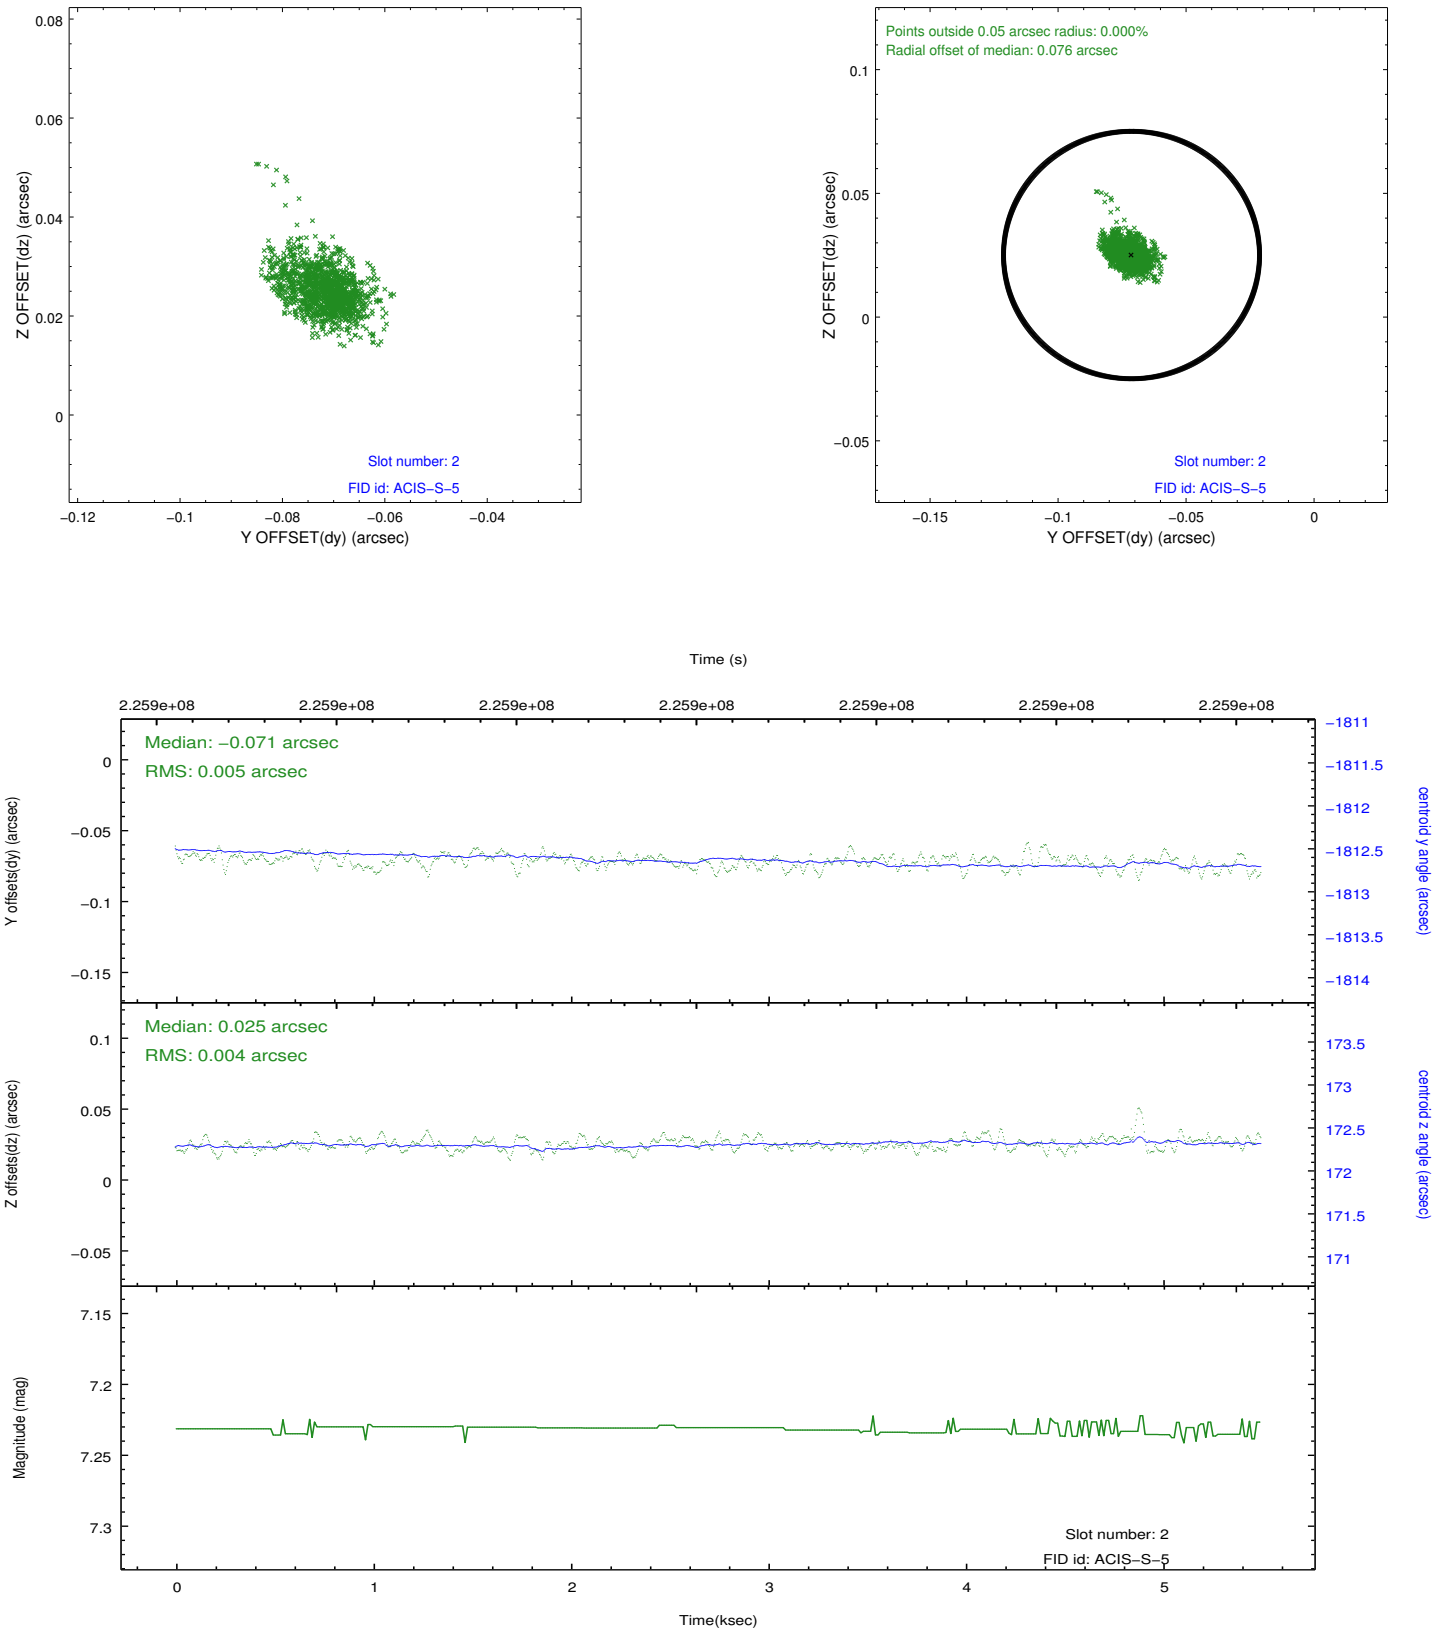 0.08
0.06
0.04
0.02
0
Z OFFSET(dz) (arcsec)
Slot number: 2
FID id: ACIS−S−5
−0.12 −0.1 −0.08 −0.06 −0.04
Y OFFSET(dy) (arcsec)
Points outside 0.05 arcsec radius: 0.000%
Radial offset of median: 0.076 arcsec
0.1
0.05
0
−0.05
Z OFFSET(dz) (arcsec)
Slot number: 2
FID id: ACIS−S−5
−0.15 −0.1 −0.05 0
Y OFFSET(dy) (arcsec)
Time (s)
2.259e+08 2.259e+08 2.259e+08 2.259e+08 2.259e+08 2.259e+08 2.259e+08
Median: −0.071 arcsec
RMS: 0.005 arcsec
0
−0.05
−0.1
−0.15
Y offsets(dy) (arcsec)
−1811
−1811.5
−1812
−1812.5
−1813
−1813.5
−1814
centroid y angle (arcsec)
Median: 0.025 arcsec
RMS: 0.004 arcsec
0.1
0.05
0
−0.05
Z offsets(dz) (arcsec)
173.5
173
172.5
172
171.5
171
centroid z angle (arcsec)
7.15
7.2
7.25
7.3
Magnitude (mag)
Slot number: 2
FID id: ACIS−S−5
0 1 2 3 4 5
Time(ksec)